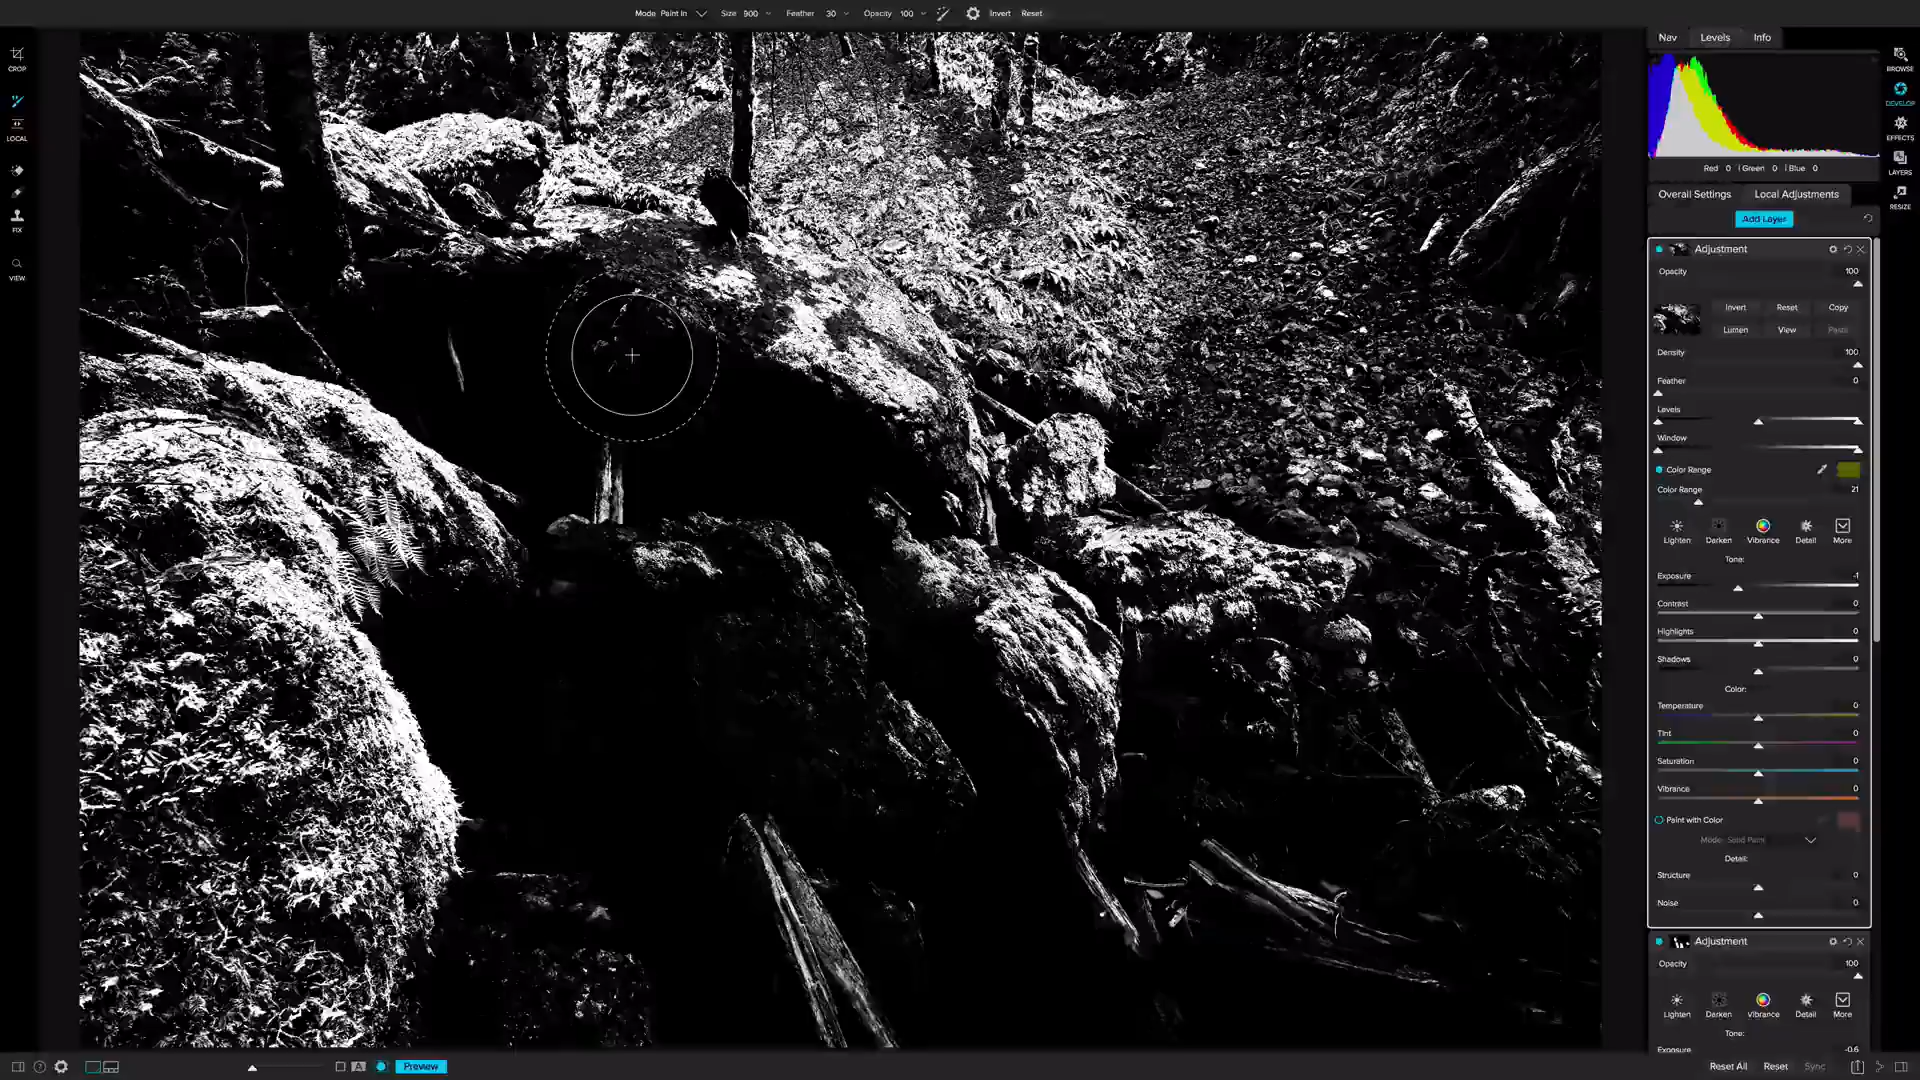 Mode Paint In Size 900 Feather 30 Opacity 100 Invert Reset
CROP
LOCAL
FIX
VIEW
Nav Levels Info
Red 0 Green 0 Blue 0
Overall Settings Local Adjustments
Add Layer
Adjustment
Opacity 100
Invert Reset Copy
Lumen View Paste
Density 100
Feather 0
Levels
Window
Color Range
Color Range 21
Lighten Darken Vibrance Detail More
Tone:
Exposure -1
Contrast 0
Highlights 0
Shadows 0
Color:
Temperature 0
Tint 0
Saturation 0
Vibrance 0
Paint with Color
Mode: Solid Paint
Detail:
Structure 0
Noise 0
Adjustment
Opacity 100
Lighten Darken Vibrance Detail More
Tone:
Exposure -0.6
BROWSE
DEVELOP
EFFECTS
LAYERS
RESIZE
? A Preview
Reset All Reset Sync